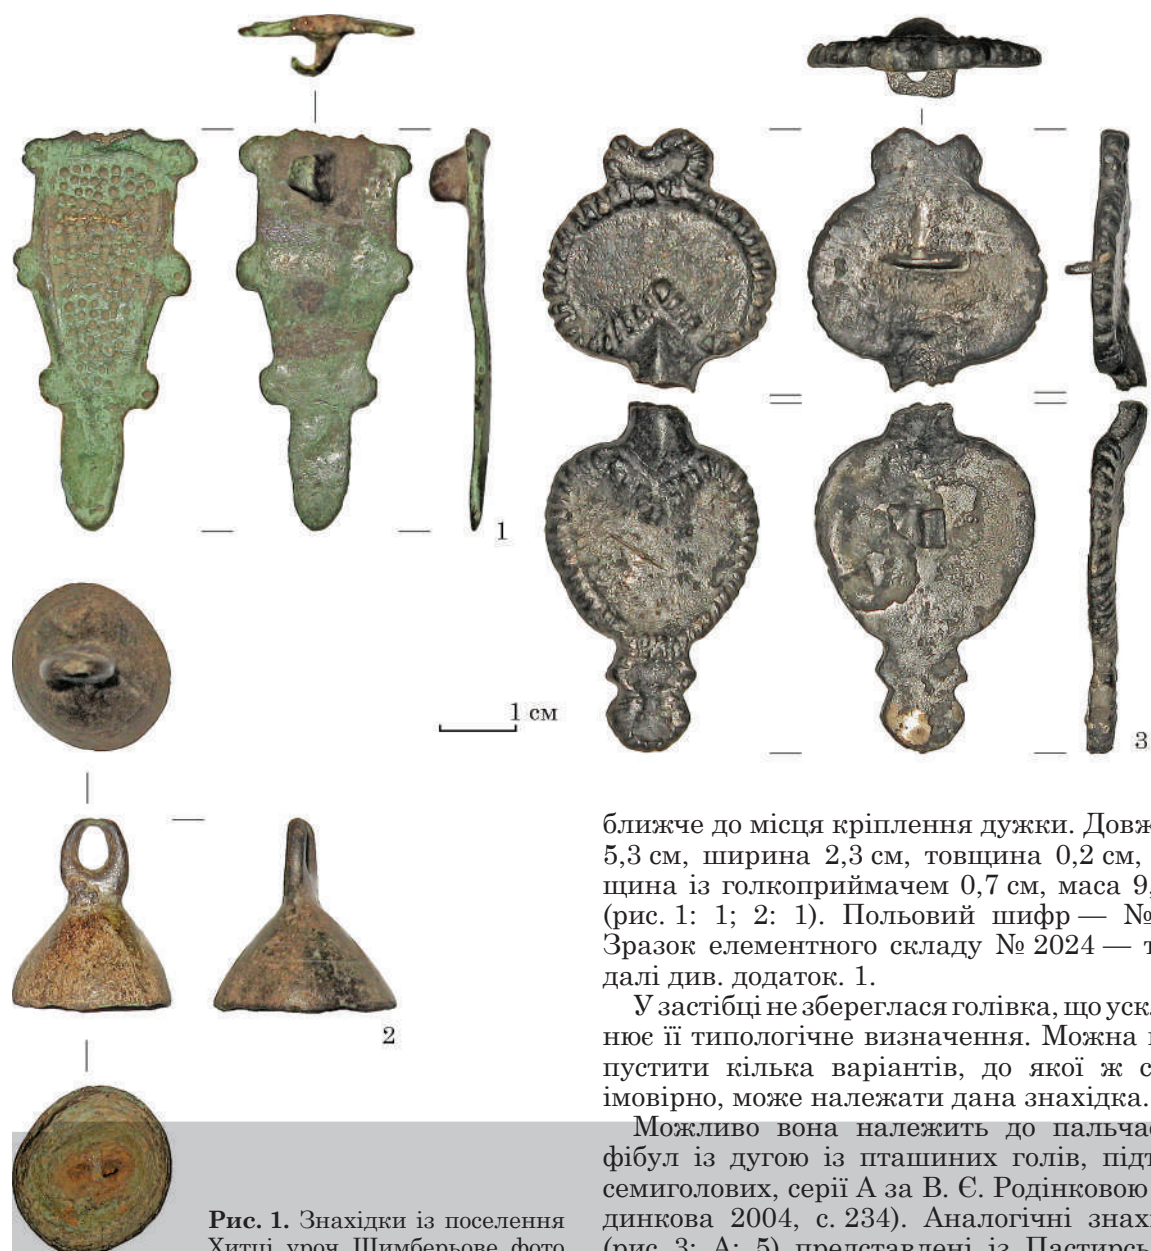 1
1 см
3
2
Рис. 1. Знахідки із поселення
Хитці уроч. Шимберьове фото
ближче до місця кріплення дужки. Довж
5,3 см, ширина 2,3 см, товщина 0,2 см,
щина із голкоприймачем 0,7 см, маса 9,
(рис. 1: 1; 2: 1). Польовий шифр — №
Зразок елементного складу № 2024 — т
далі див. додаток. 1.
У застібці не збереглася голівка, що уск
нює її типологічне визначення. Можна
пустити кілька варіантів, до якої ж с
імовірно, може належати дана знахідка.
Можливо вона належить до пальча
фібул із дугою із пташиних голів, підт
семиголових, серії А за В. Є. Родінковою
динкова 2004, с. 234). Аналогічні знах
(рис. 3: А: 5) представлені із Пастирсь